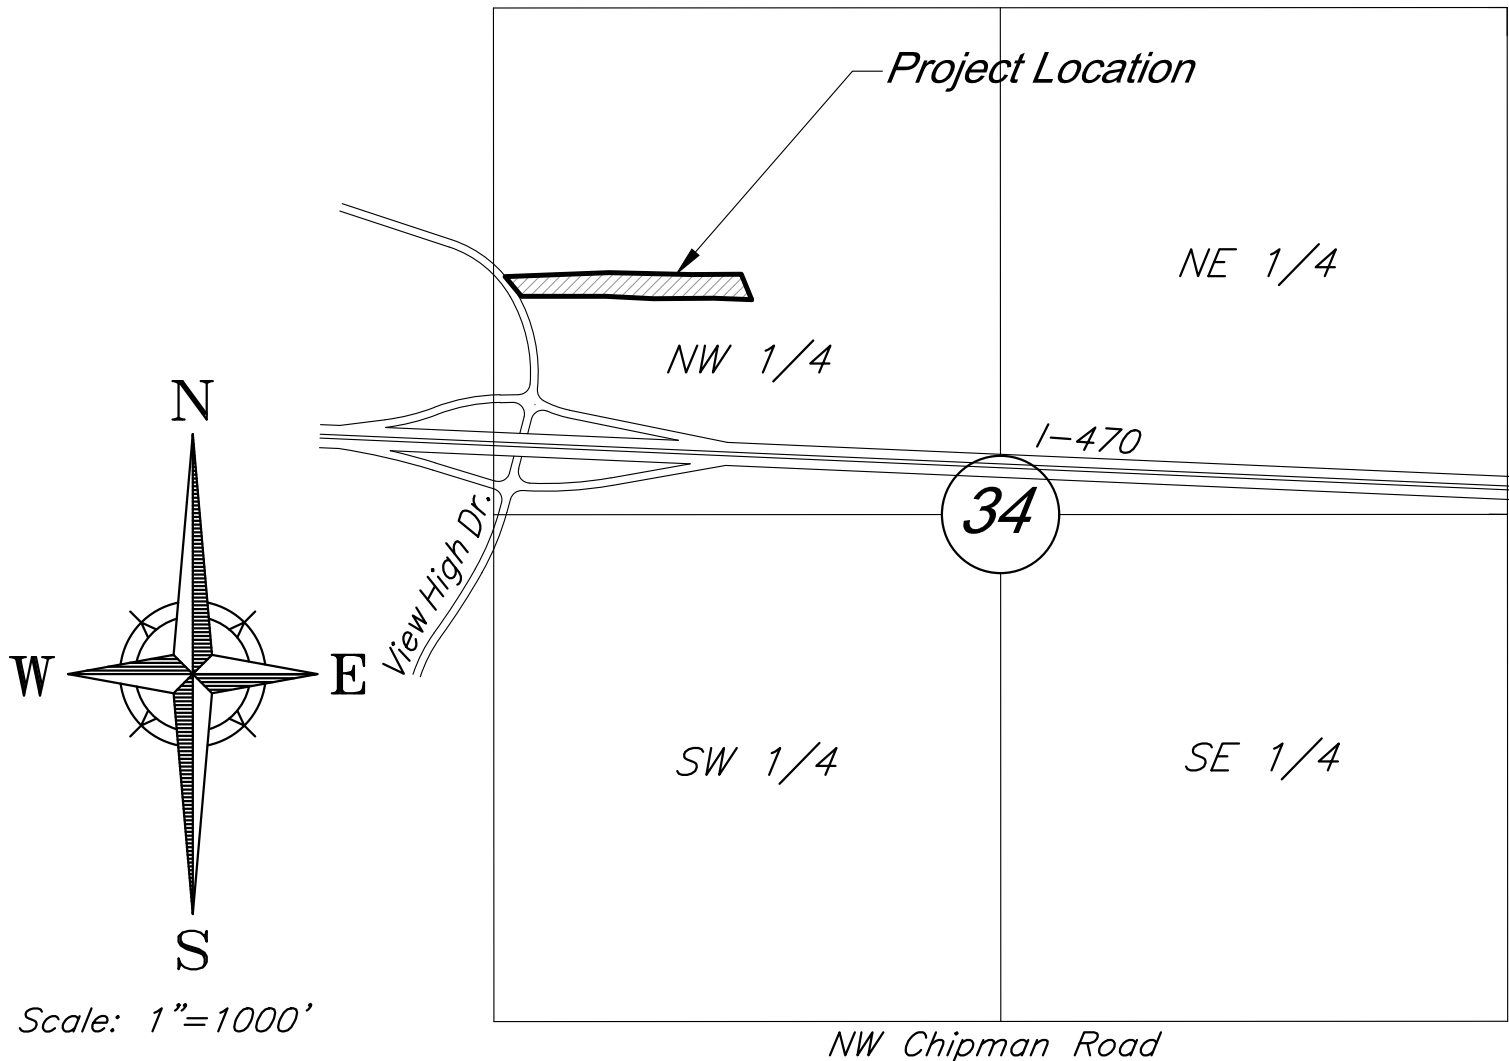 Project Location
NE 1/4
NW 1/4
N
I-470
34
View High Dr.
W
E
SW 1/4
SE 1/4
S
Scale: 1"=1000'
NW Chipman Road